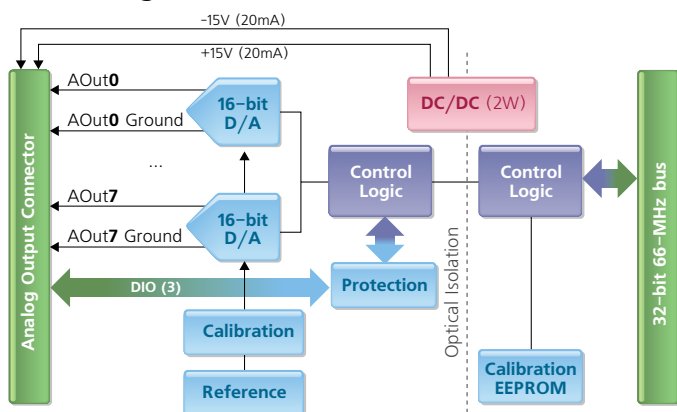 -15V (20mA)
+15V (20mA)
AOut0
AOut0 Ground
...
AOut7
AOut7 Ground
16-bit
D/A
16-bit
D/A
DC/DC (2W)
Control
Logic
Control
Logic
DIO (3)
Protection
Calibration
Reference
Calibration
EEPROM
Optical Isolation
Analog Output Connector
32-bit 66-MHz bus